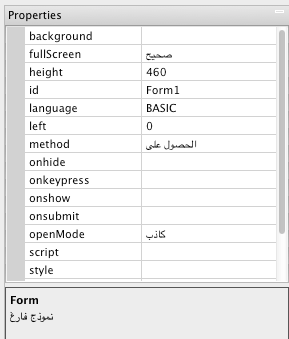 Properties
background
fullScreen صحيح
height 460
id Form1
language BASIC
left 0
method الحصول على
onhide
onkeypress
onshow
onsubmit
openMode كاذب
script
style
Form
نموذج فارغ